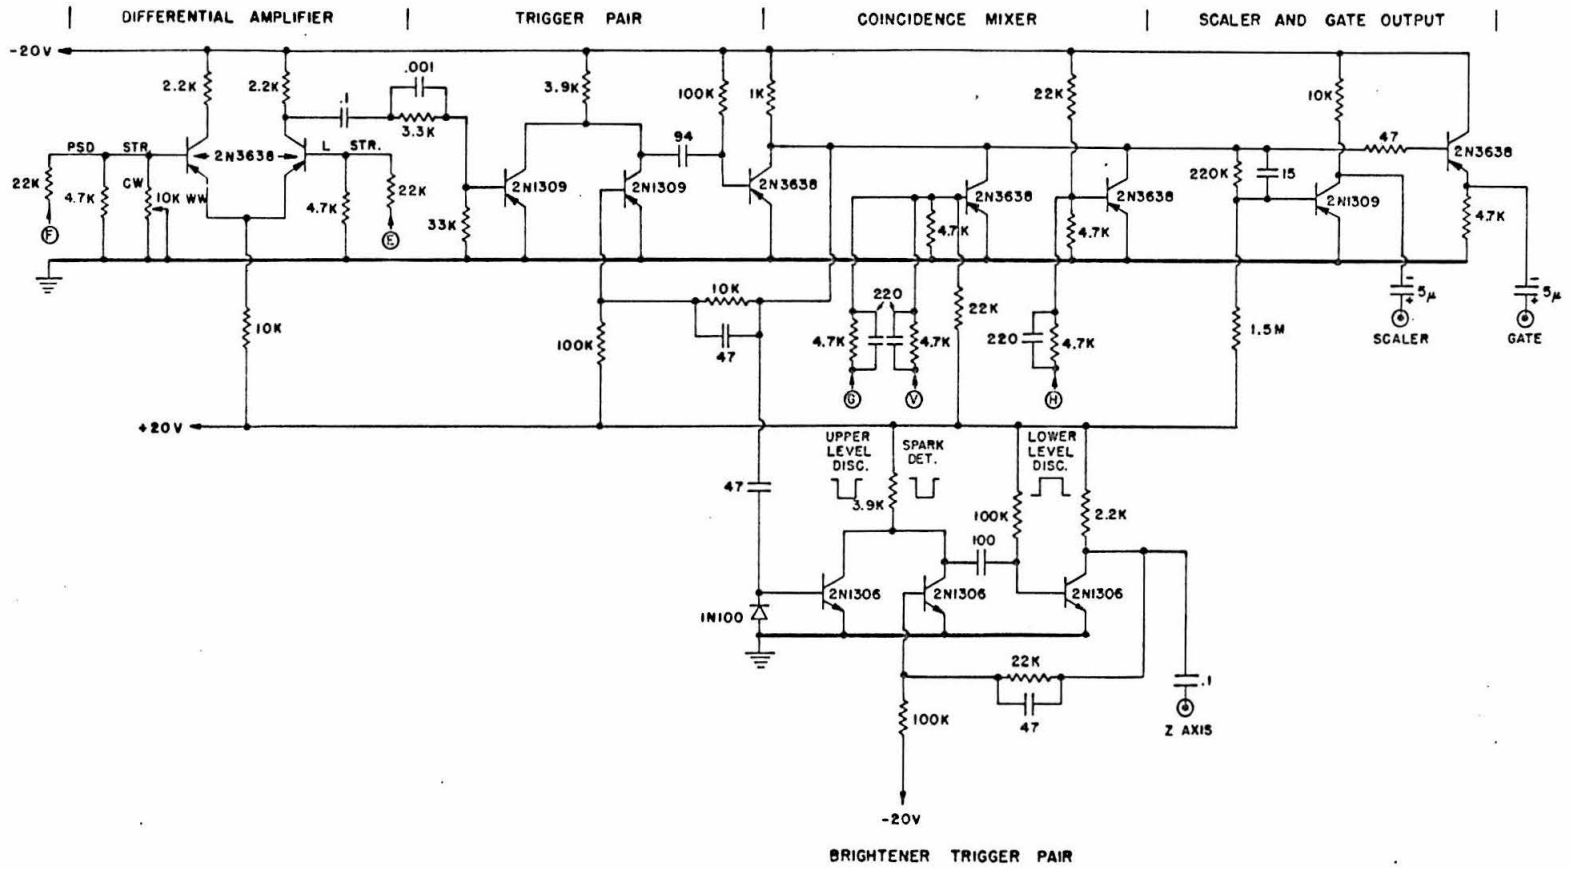 DIFFERENTIAL AMPLIFIER
TRIGGER PAIR
COINCIDENCE MIXER
SCALER AND GATE OUTPUT
-20V
2.2K
2.2K
.1
.001
3.3K
3.9K
100K
1K
22K
10K
47
PSD STR.
2N3638
L STR.
94
2N3638
22K
4.7K
CW
10K WW
4.7K
22K
33K
2N1309
2N1309
2N3638
2N3638
2N3638
220K
15
2N1309
4.7K
4.7K
4.7K
F
E
10K
10K
47
100K
220
22K
4.7K
4.7K
220
4.7K
1.5M
-
+
5μ
-
+
5μ
SCALER
GATE
G
V
H
+20V
UPPER
LEVEL
DISC.
SPARK
DET.
LOWER
LEVEL
DISC.
47
3.9K
100K
2.2K
100
2N1306
2N1306
2N1306
1N100
22K
47
.1
Z AXIS
100K
-20V
BRIGHTENER TRIGGER PAIR